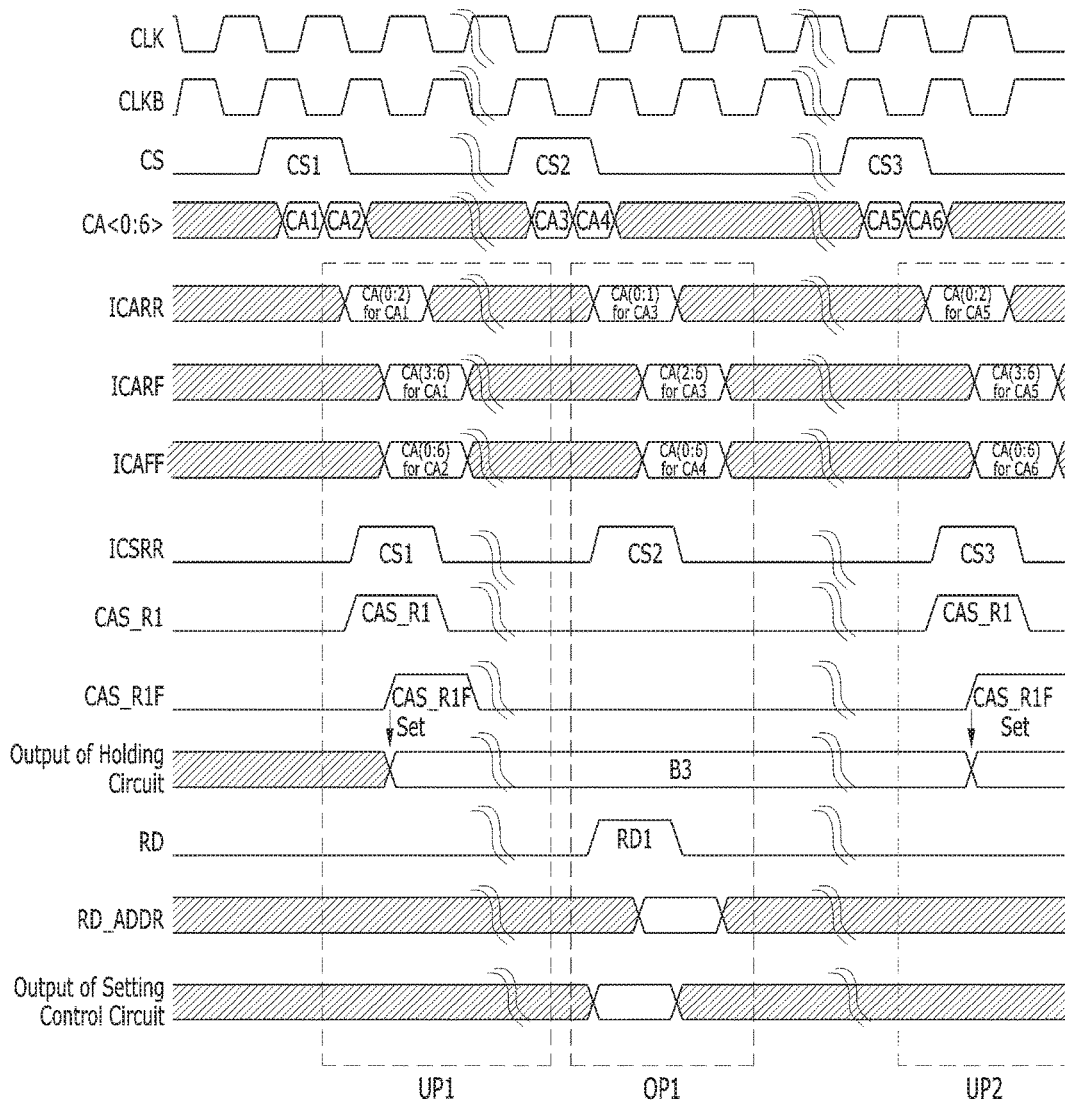 CLK
CLKB
CS
CS1
CS2
CS3
CA<0:6>
CA1
CA2
CA3
CA4
CA5
CA6
ICARR
CA(0:2)
for CA1
CA(0:1)
for CA3
CA(0:2)
for CA5
ICARF
CA(3:6)
for CA1
CA(2:6)
for CA3
CA(3:6)
for CA5
ICAFF
CA(0:6)
for CA2
CA(0:6)
for CA4
CA(0:6)
for CA6
ICSRR
CS1
CS2
CS3
CAS_R1
CAS_R1
CAS_R1
CAS_R1F
CAS_R1F
CAS_R1F
Set
Set
Output of Holding
Circuit
B3
RD
RD1
RD_ADDR
Output of Setting
Control Circuit
UP1
OP1
UP2